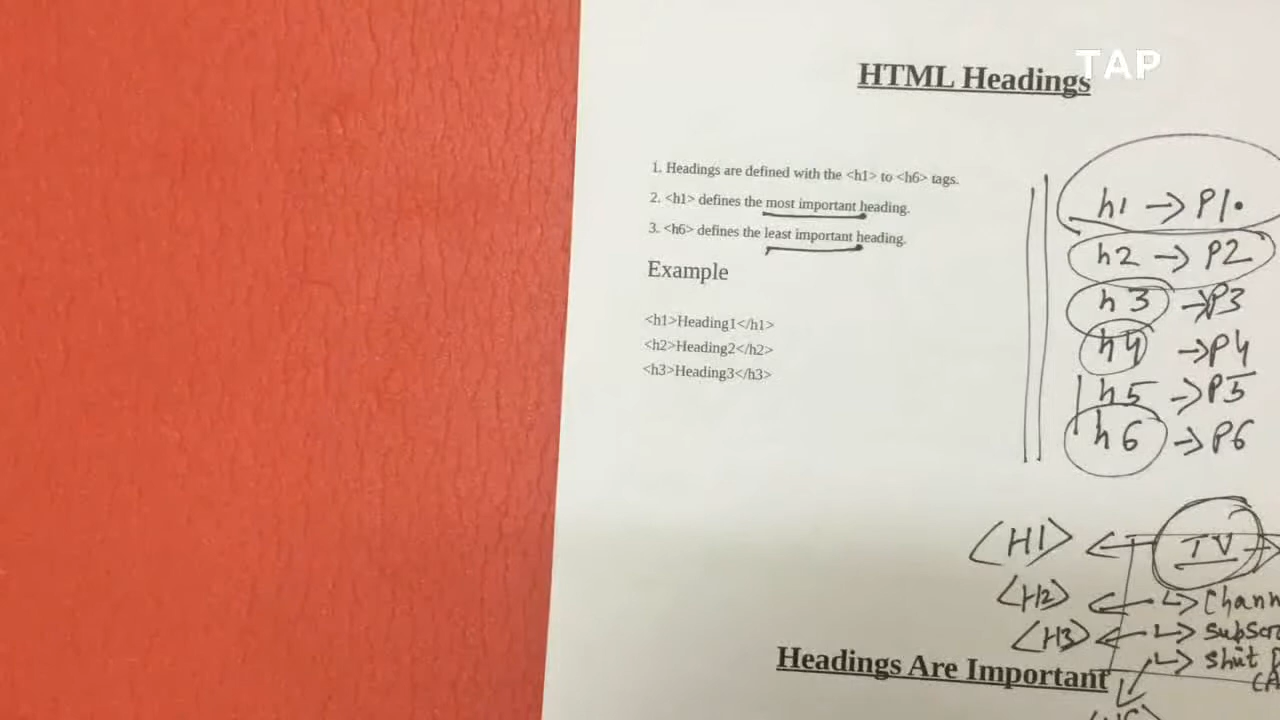 TAP
HTML Headings
1. Headings are defined with the <h1> to <h6> tags.
2. <h1> defines the most important heading.
3. <h6> defines the least important heading.
Example
<h1>Heading1</h1>
<h2>Heading2</h2>
<h3>Heading3</h3>
h1 → P1.
h2 → P2
h3 → P3
h4 → P4
h5 → P5
h6 → P6
<H1> ← TV →
<H2> ← ↳
<H3> ← ↳
↳ Shut
Headings Are Important